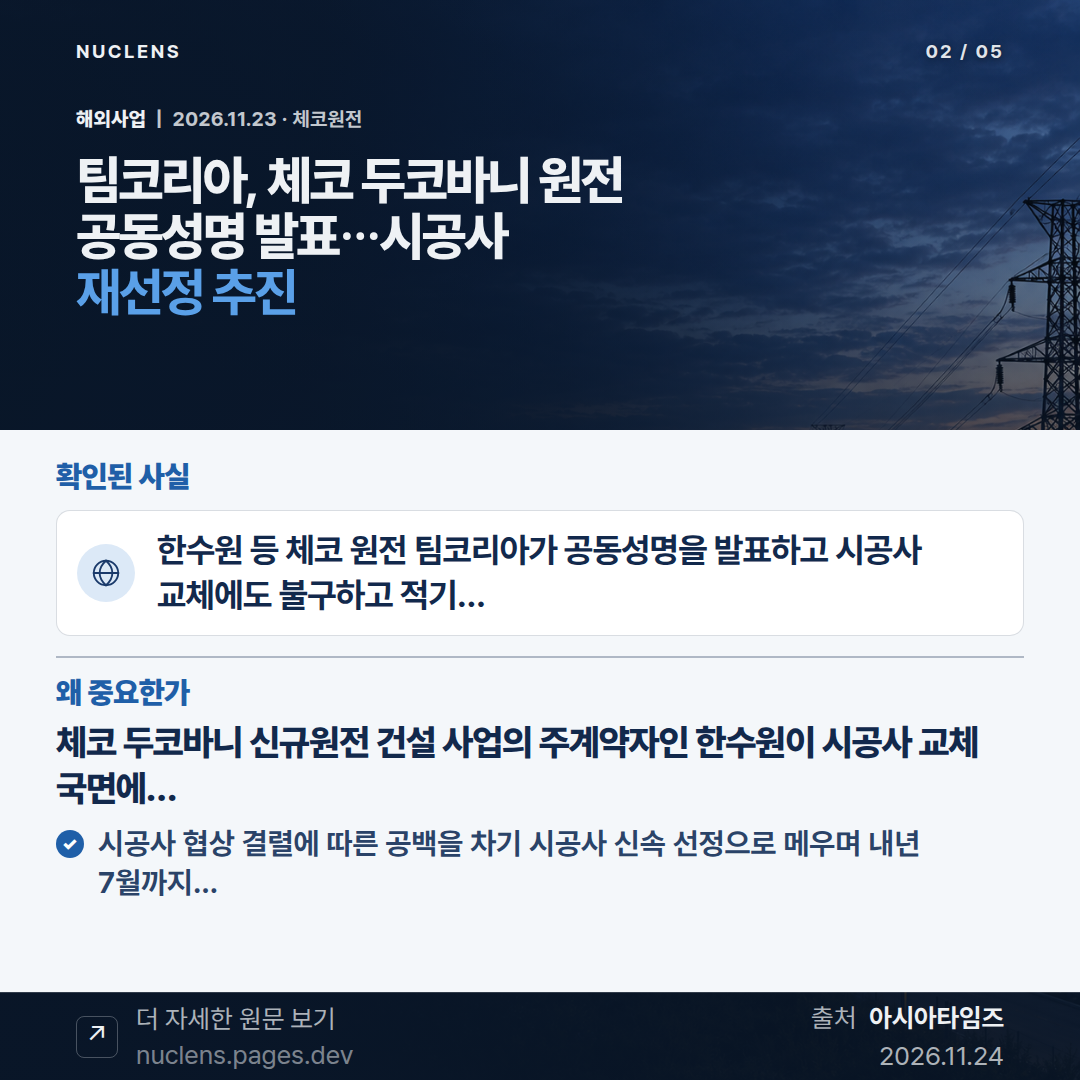 NUCLENS
02 / 05
해외사업 | 2026.11.23 · 체코원전
팀코리아, 체코 두코바니 원전
공동성명 발표…시공사
재선정 추진
확인된 사실
한수원 등 체코 원전 팀코리아가 공동성명을 발표하고 시공사
교체에도 불구하고 적기…
왜 중요한가
체코 두코바니 신규원전 건설 사업의 주계약자인 한수원이 시공사 교체
국면에…
시공사 협상 결렬에 따른 공백을 차기 시공사 신속 선정으로 메우며 내년
7월까지…
더 자세한 원문 보기
nuclens.pages.dev
출처 아시아타임즈
2026.11.24